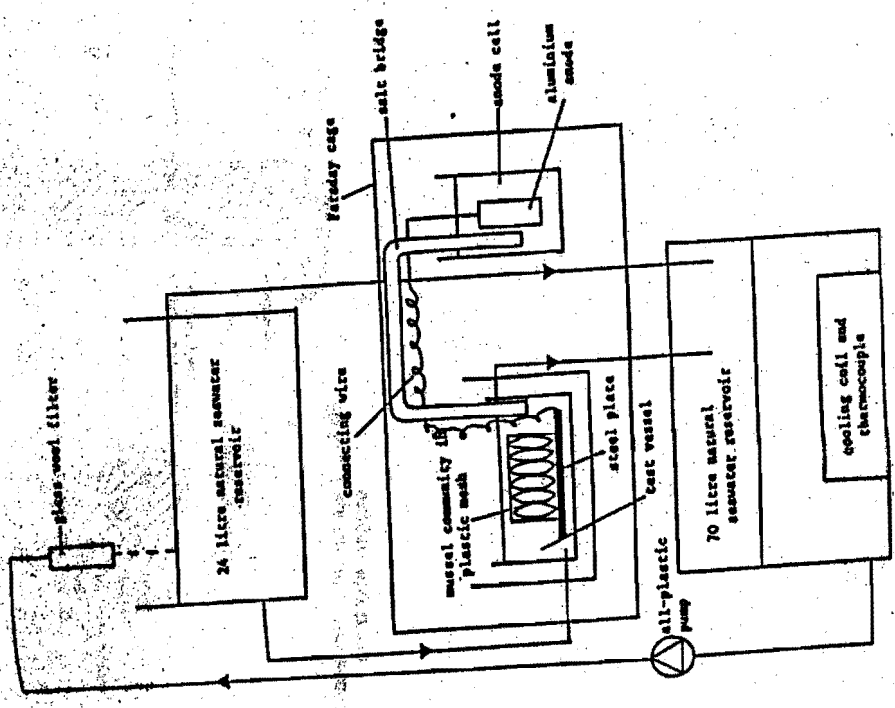 glass wool filter
24 litre natural seawater
reservoir
Faraday cage
salt bridge
anode cell
aluminium
anode
connecting wire
mussel community in
plastic mesh
steel plate
test vessel
70 litre natural
seawater reservoir
cooling coil and
thermocouple
all-plastic
pump